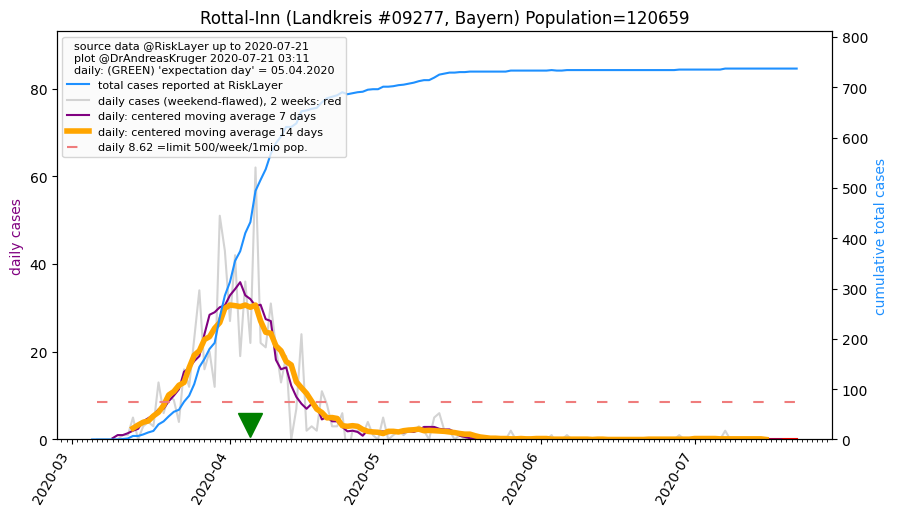 Rottal-Inn (Landkreis #09277, Bayern) Population=120659
source data @RiskLayer up to 2020-07-21
plot @DrAndreasKruger 2020-07-21 03:11
daily: (GREEN) 'expectation day' = 05.04.2020
total cases reported at RiskLayer
daily cases (weekend-flawed), 2 weeks: red
daily: centered moving average 7 days
daily: centered moving average 14 days
daily 8.62 =limit 500/week/1mio pop.
daily cases
0
20
40
60
80
cumulative total cases
0
100
200
300
400
500
600
700
800
2020-03
2020-04
2020-05
2020-06
2020-07